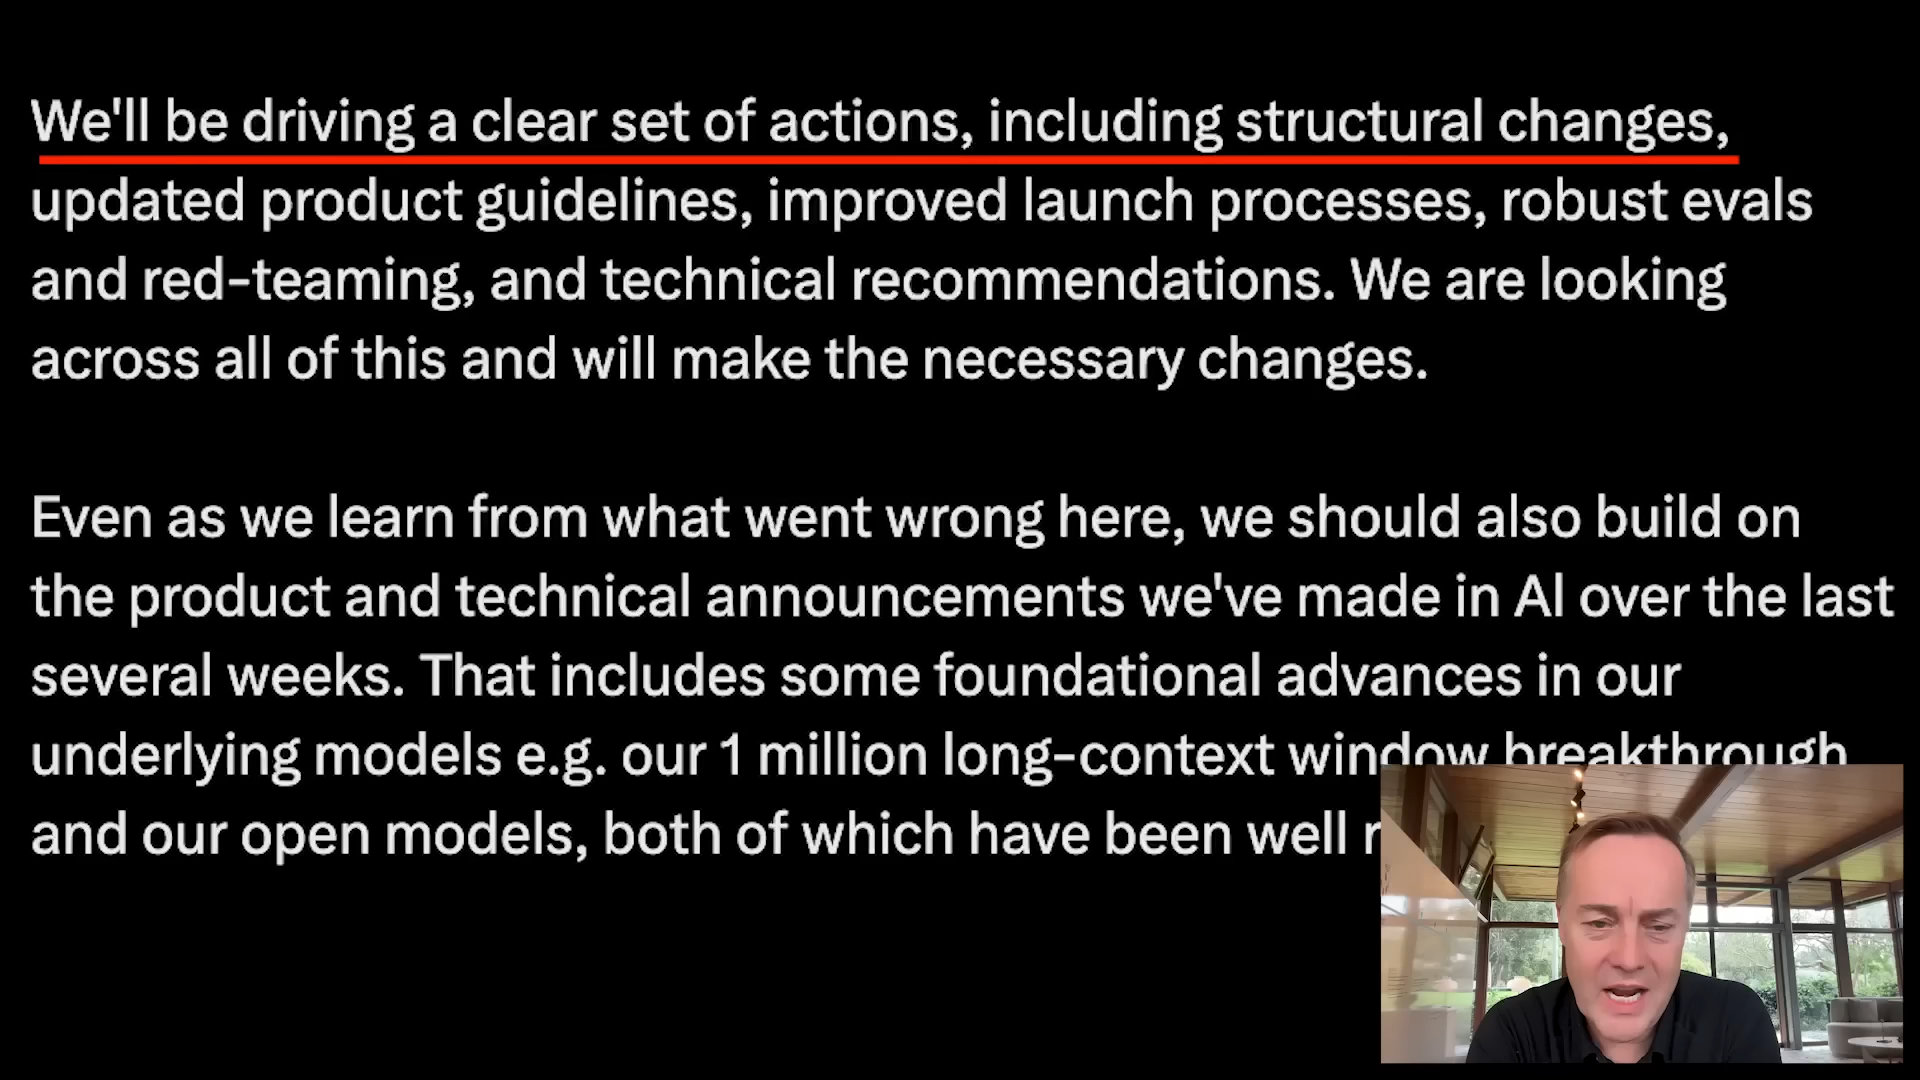 We'll be driving a clear set of actions, including structural changes,
updated product guidelines, improved launch processes, robust evals
and red-teaming, and technical recommendations. We are looking
across all of this and will make the necessary changes.
Even as we learn from what went wrong here, we should also build on
the product and technical announcements we've made in AI over the last
several weeks. That includes some foundational advances in our
underlying models e.g. our 1 million long-context window breakthrough
and our open models, both of which have been well